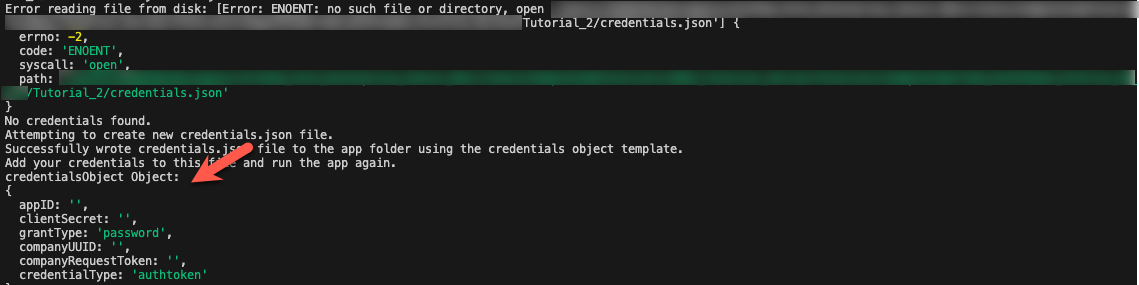 Error reading file from disk: [Error: ENOENT: no such file or directory, open
Tutorial_2/credentials.json'] {
errno: -2,
code: 'ENOENT',
syscall: 'open',
path:
/Tutorial_2/credentials.json'
}
No credentials found.
Attempting to create new credentials.json file.
Successfully wrote credentials.json file to the app folder using the credentials object template.
Add your credentials to this file and run the app again.
credentialsObject Object:
{
appID: '',
clientSecret: '',
grantType: 'password',
companyUUID: '',
companyRequestToken: '',
credentialType: 'authtoken'